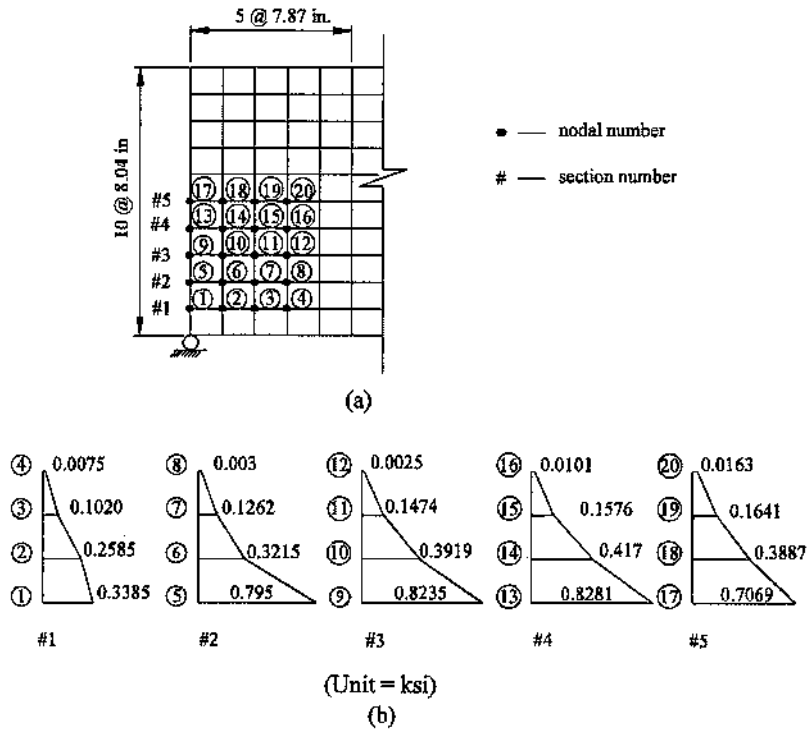 5 @ 7.87 in.
10 @ 8.04 in
● — nodal number
# — section number
#5 ⑰ ⑱ ⑲ ⑳
#4 ⑬ ⑭ ⑮ ⑯
#3 ⑨ ⑩ ⑪ ⑫
#2 ⑤ ⑥ ⑦ ⑧
#1 ① ② ③ ④
(a)
④ 0.0075 ⑧ 0.003 ⑫ 0.0025 ⑯ 0.0101 ⑳ 0.0163
③ 0.1020 ⑦ 0.1262 ⑪ 0.1474 ⑮ 0.1576 ⑲ 0.1641
② 0.2585 ⑥ 0.3215 ⑩ 0.3919 ⑭ 0.417 ⑱ 0.3887
① 0.3385 ⑤ 0.795 ⑨ 0.8235 ⑬ 0.8281 ⑰ 0.7069
#1 #2 #3 #4 #5
(Unit = ksi)
(b)